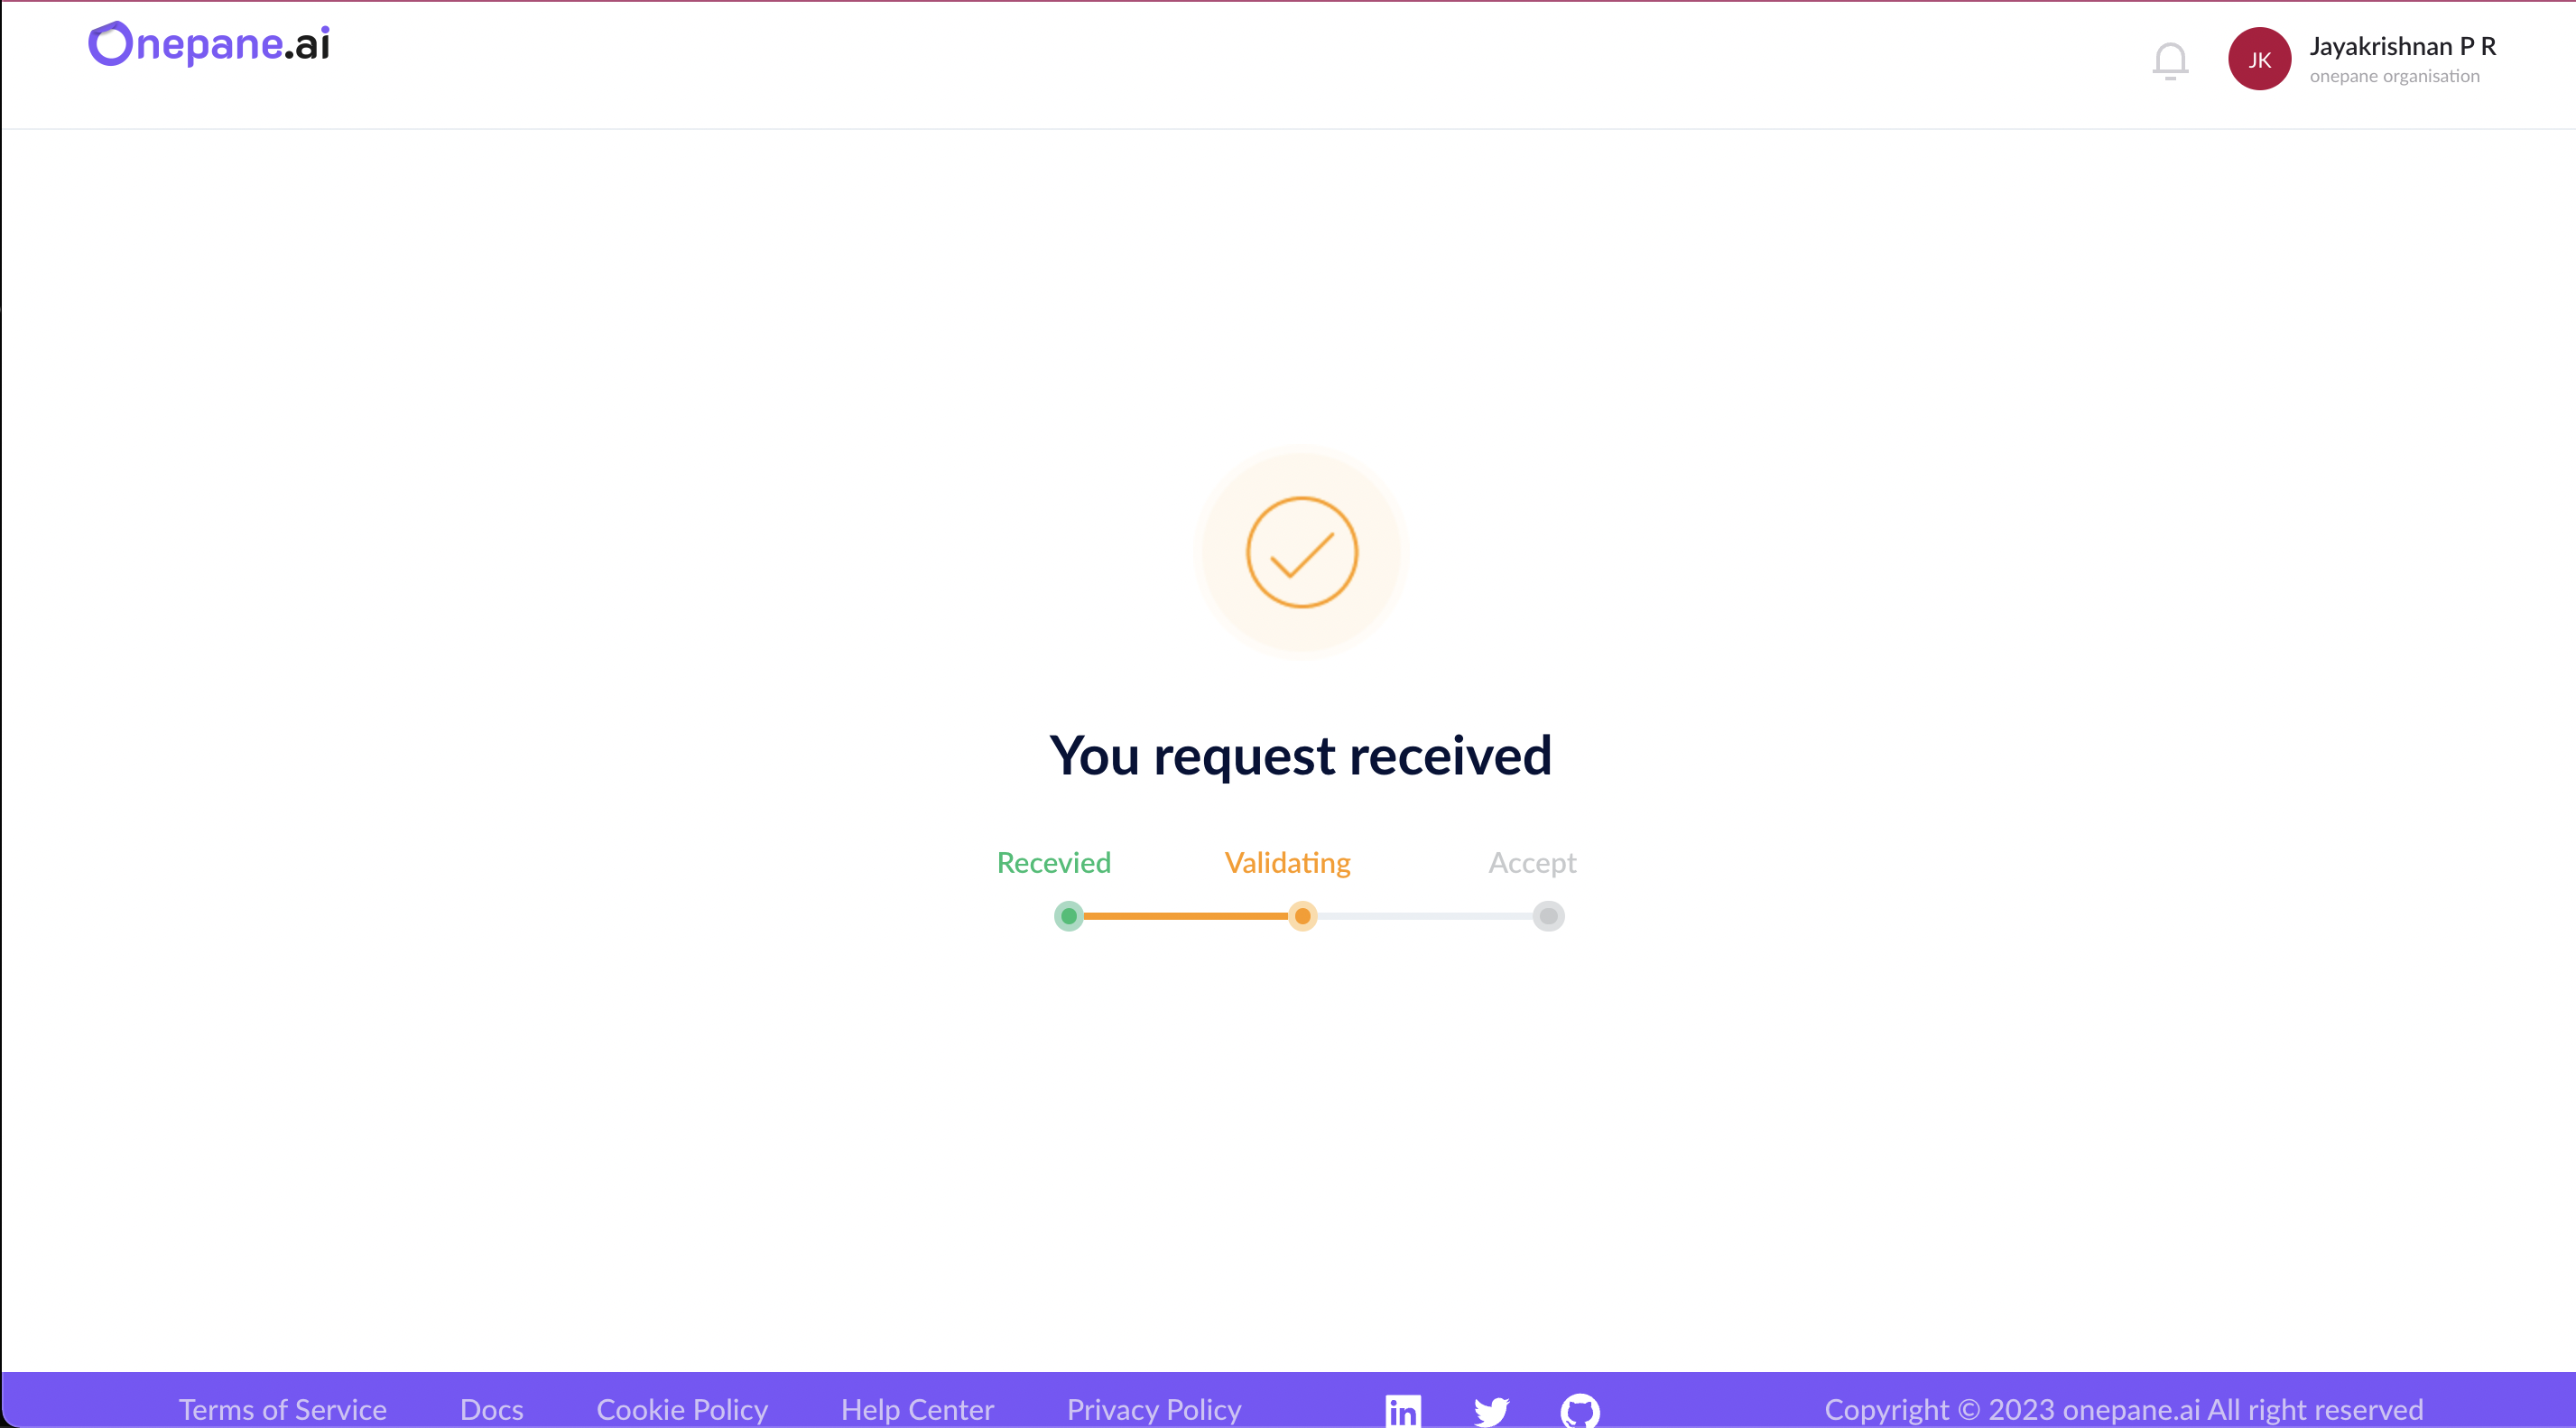 Onepane.ai
JK
Jayakrishnan P R
onepane organisation
You request received
Recevied Validating Accept
Terms of Service Docs Cookie Policy Help Center Privacy Policy in Copyright © 2023 onepane.ai All right reserved